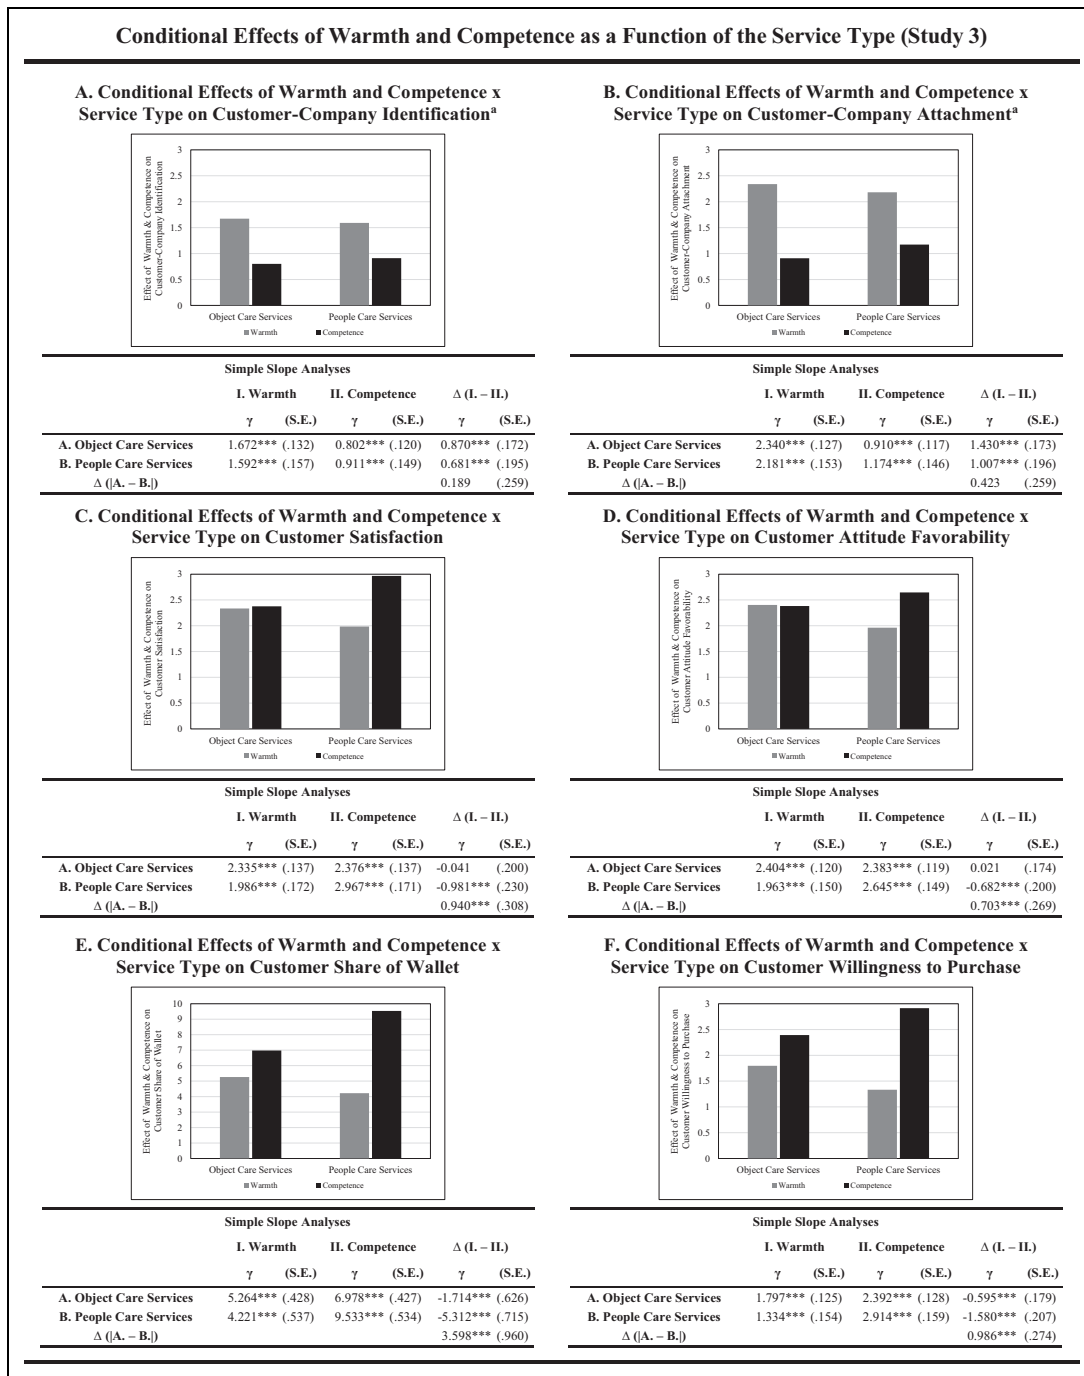 Conditional Effects of Warmth and Competence as a Function of the Service Type (Study 3)
A. Conditional Effects of Warmth and Competence x
Service Type on Customer-Company Identificationᵃ
Effect of Warmth & Competence on
Customer-Company Identification
3
2.5
2
1.5
1
0.5
0
Object Care Services People Care Services
Warmth Competence
Simple Slope Analyses
I. Warmth II. Competence Δ (I. – II.)
γ (S.E.) γ (S.E.) γ (S.E.)
A. Object Care Services 1.672*** (.132) 0.802*** (.120) 0.870*** (.172)
B. People Care Services 1.592*** (.157) 0.911*** (.149) 0.681*** (.195)
Δ (|A. – B.|) 0.189 (.259)
B. Conditional Effects of Warmth and Competence x
Service Type on Customer-Company Attachmentᵃ
Effect of Warmth & Competence on
Customer-Company Attachment
3
2.5
2
1.5
1
0.5
0
Object Care Services People Care Services
Warmth Competence
Simple Slope Analyses
I. Warmth II. Competence Δ (I. – II.)
γ (S.E.) γ (S.E.) γ (S.E.)
A. Object Care Services 2.340*** (.127) 0.910*** (.117) 1.430*** (.173)
B. People Care Services 2.181*** (.153) 1.174*** (.146) 1.007*** (.196)
Δ (|A. – B.|) 0.423 (.259)
C. Conditional Effects of Warmth and Competence x
Service Type on Customer Satisfaction
Effect of Warmth & Competence on
Customer Satisfaction
3
2.5
2
1.5
1
0.5
0
Object Care Services People Care Services
Warmth Competence
Simple Slope Analyses
I. Warmth II. Competence Δ (I. – II.)
γ (S.E.) γ (S.E.) γ (S.E.)
A. Object Care Services 2.335*** (.137) 2.376*** (.137) -0.041 (.200)
B. People Care Services 1.986*** (.172) 2.967*** (.171) -0.981*** (.230)
Δ (|A. – B.|) 0.940*** (.308)
D. Conditional Effects of Warmth and Competence x
Service Type on Customer Attitude Favorability
Effect of Warmth & Competence on
Customer Attitude Favorability
3
2.5
2
1.5
1
0.5
0
Object Care Services People Care Services
Warmth Competence
Simple Slope Analyses
I. Warmth II. Competence Δ (I. – II.)
γ (S.E.) γ (S.E.) γ (S.E.)
A. Object Care Services 2.404*** (.120) 2.383*** (.119) 0.021 (.174)
B. People Care Services 1.963*** (.150) 2.645*** (.149) -0.682*** (.200)
Δ (|A. – B.|) 0.703*** (.269)
E. Conditional Effects of Warmth and Competence x
Service Type on Customer Share of Wallet
Effect of Warmth & Competence on
Customer Share of Wallet
10
9
8
7
6
5
4
3
2
1
0
Object Care Services People Care Services
Warmth Competence
Simple Slope Analyses
I. Warmth II. Competence Δ (I. – II.)
γ (S.E.) γ (S.E.) γ (S.E.)
A. Object Care Services 5.264*** (.428) 6.978*** (.427) -1.714*** (.626)
B. People Care Services 4.221*** (.537) 9.533*** (.534) -5.312*** (.715)
Δ (|A. – B.|) 3.598*** (.960)
F. Conditional Effects of Warmth and Competence x
Service Type on Customer Willingness to Purchase
Effect of Warmth & Competence on
Customer Willingness to Purchase
3
2.5
2
1.5
1
0.5
0
Object Care Services People Care Services
Warmth Competence
Simple Slope Analyses
I. Warmth II. Competence Δ (I. – II.)
γ (S.E.) γ (S.E.) γ (S.E.)
A. Object Care Services 1.797*** (.125) 2.392*** (.128) -0.595*** (.179)
B. People Care Services 1.334*** (.154) 2.914*** (.159) -1.580*** (.207)
Δ (|A. – B.|) 0.986*** (.274)